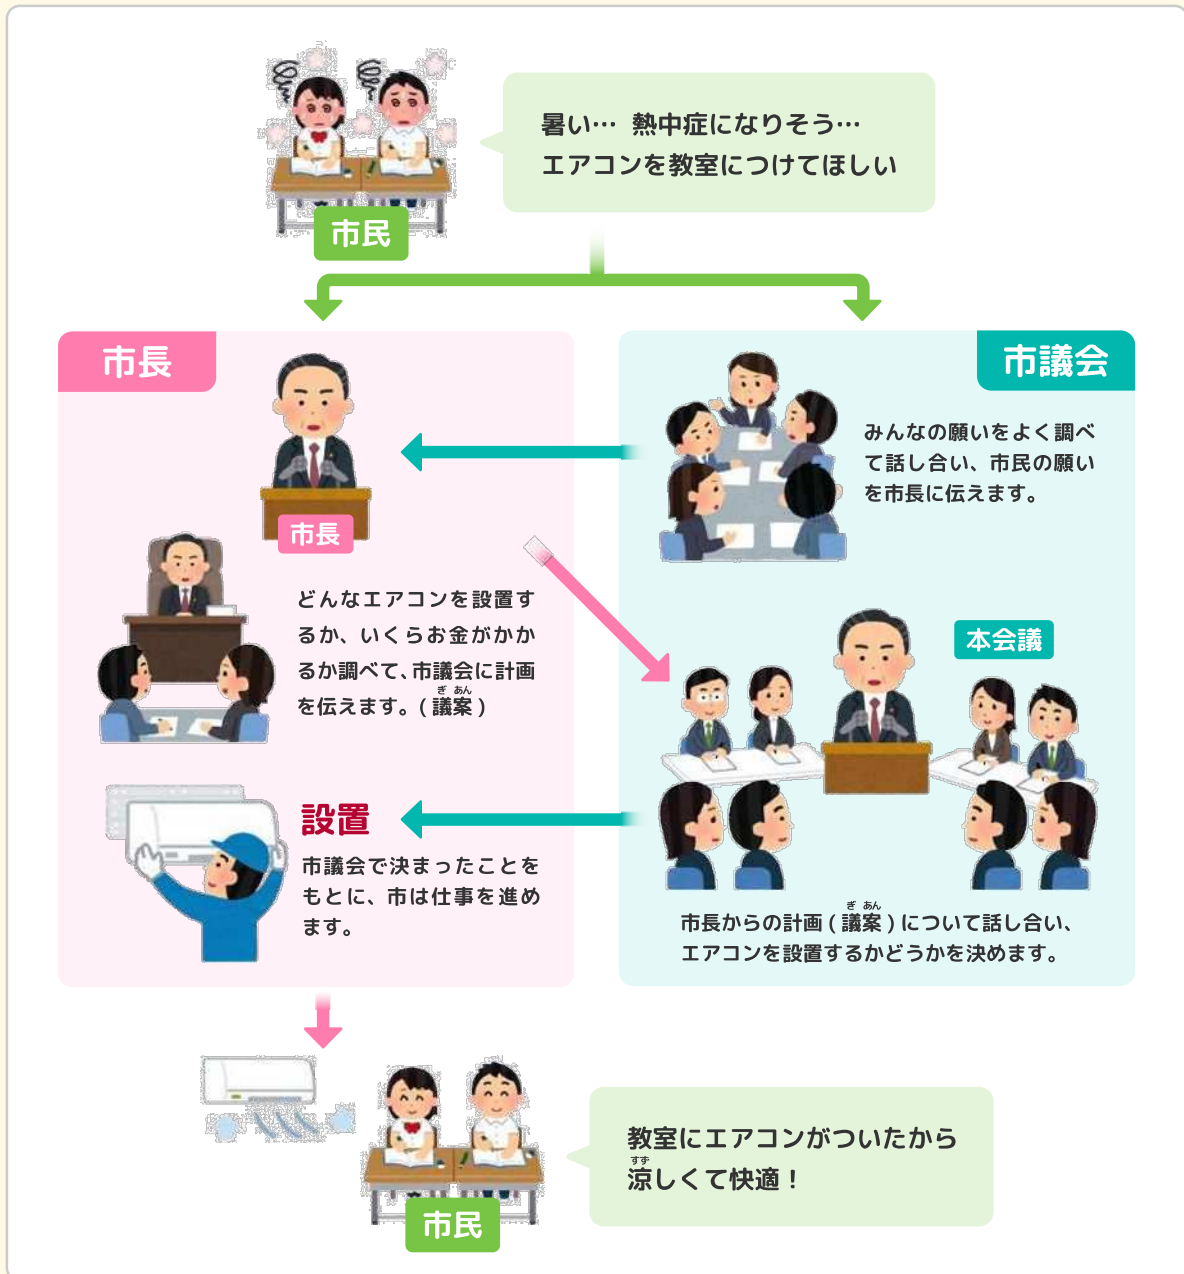 暑い… 熱中症になりそう…
エアコンを教室につけてほしい
市民
市長
市長
どんなエアコンを設置す
るか、いくらお金がかか
るか調べて、市議会に計画
を伝えます。(議案)
ぎ あん
設置
市議会で決まったことを
もとに、市は仕事を進め
ます。
市議会
みんなの願いをよく調べ
て話し合い、市民の願い
を市長に伝えます。
本会議
ぎ あん
市長からの計画(議案)について話し合い、
エアコンを設置するかどうかを決めます。
教室にエアコンがついたから
すず
涼しくて快適!
市民